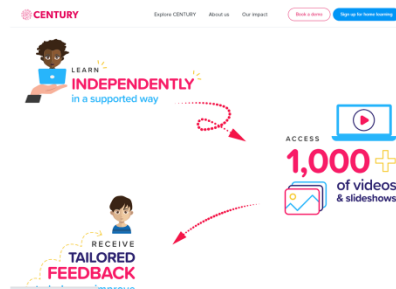 CENTURY
Explore CENTURY About us Our impact Book a demo Sign up for home learning
LEARN
INDEPENDENTLY
in a supported way
ACCESS
1,000+
of videos
& slideshows
RECEIVE
TAILORED
FEEDBACK